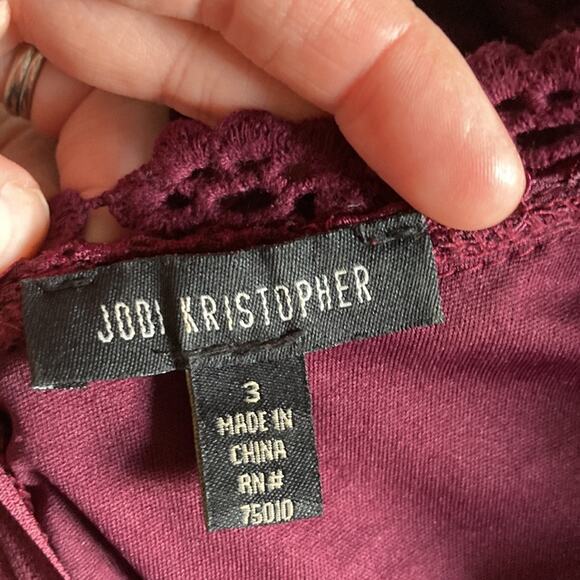 JODI KRISTOPHER
3
MADE IN
CHINA
RN#
75010